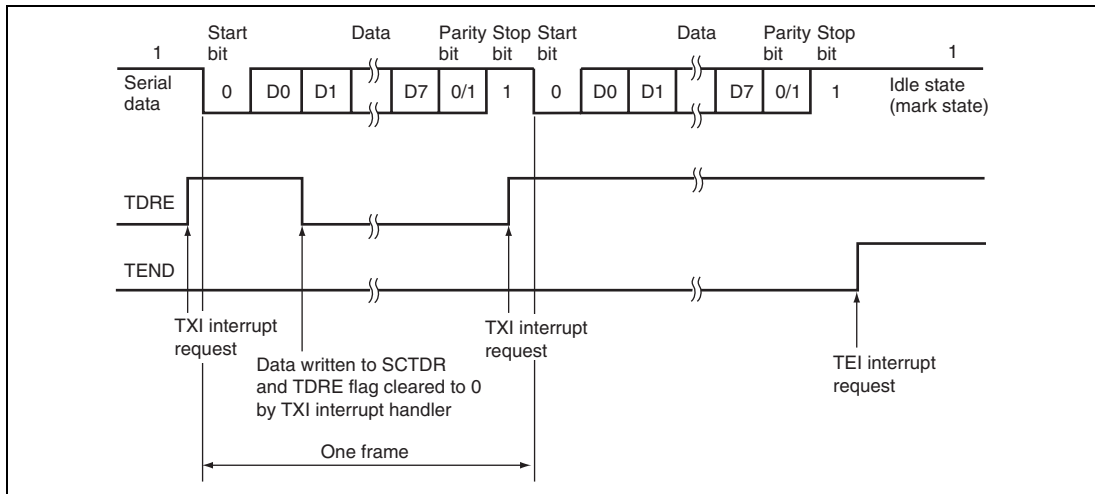 1
Start bit
Data
Parity bit
Stop bit
Start bit
Data
Parity bit
Stop bit
1
Serial data
0
D0
D1
D7
0/1
1
0
D0
D1
D7
0/1
1
Idle state (mark state)
TDRE
TEND
TXI interrupt request
Data written to SCTDR
and TDRE flag cleared to 0
by TXI interrupt handler
TXI interrupt request
TEI interrupt request
One frame